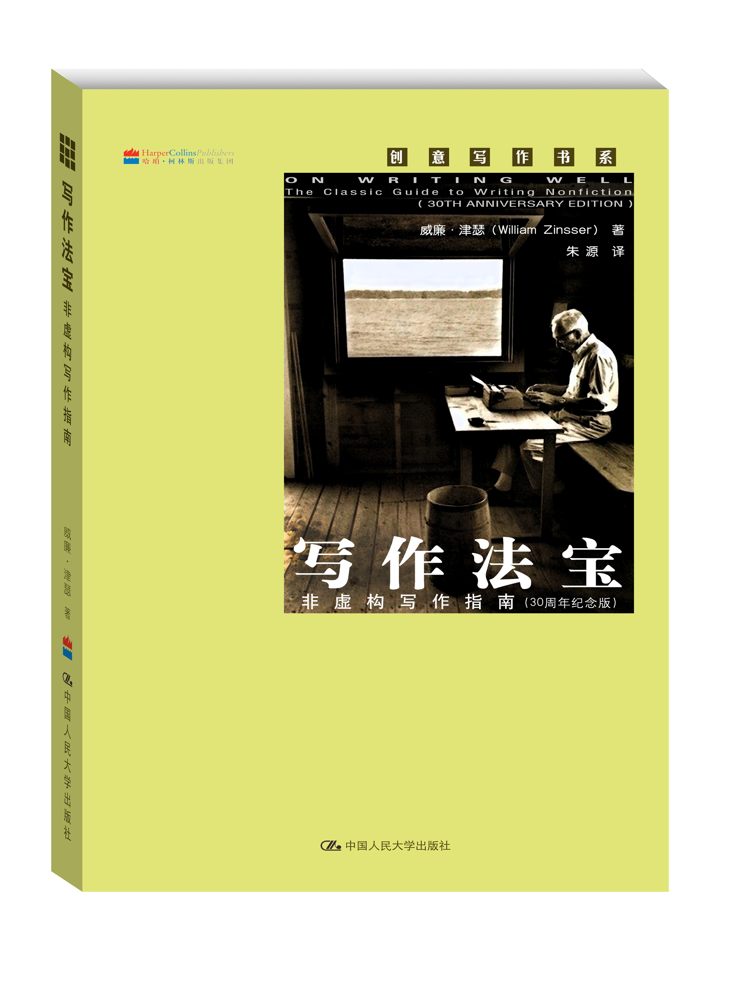 HarperCollinsPublishers
哈珀·柯林斯出版集团
创意写作书系
ON WRITING WELL
The Classic Guide to Writing Nonfiction
( 30TH ANNIVERSARY EDITION )
威廉·津瑟（William Zinsser） 著
朱源 译
写作法宝
非虚构写作指南（30周年纪念版）
中国人民大学出版社
写作法宝 非虚构写作指南
威廉·津瑟 著
中国人民大学出版社